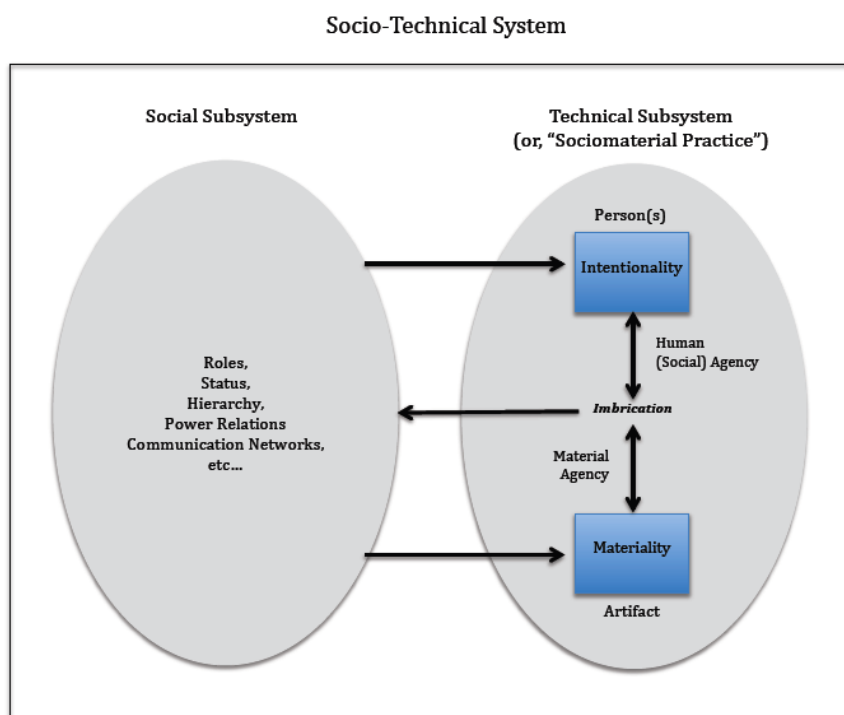 Socio-Technical System
Social Subsystem
Roles,
Status,
Hierarchy,
Power Relations
Communication Networks,
etc...
Technical Subsystem
(or, “Sociomaterial Practice”)
Person(s)
Intentionality
Human
(Social) Agency
Imbrication
Material
Agency
Materiality
Artifact